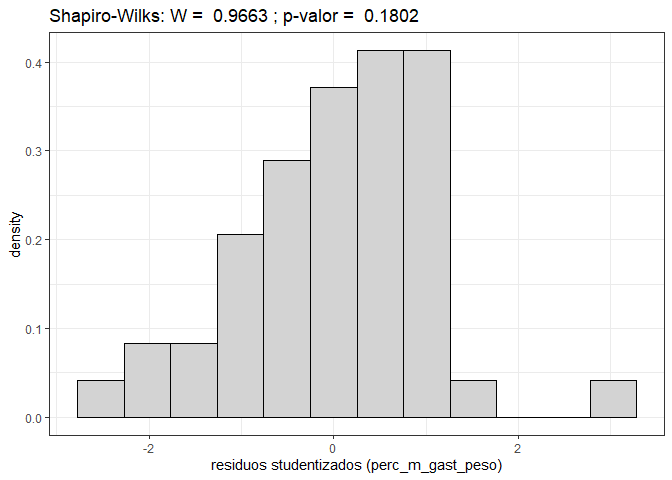 Shapiro-Wilks: W =  0.9663 ; p-valor =  0.1802
density
0.4
0.3
0.2
0.1
0.0
-2
0
2
residuos studentizados (perc_m_gast_peso)